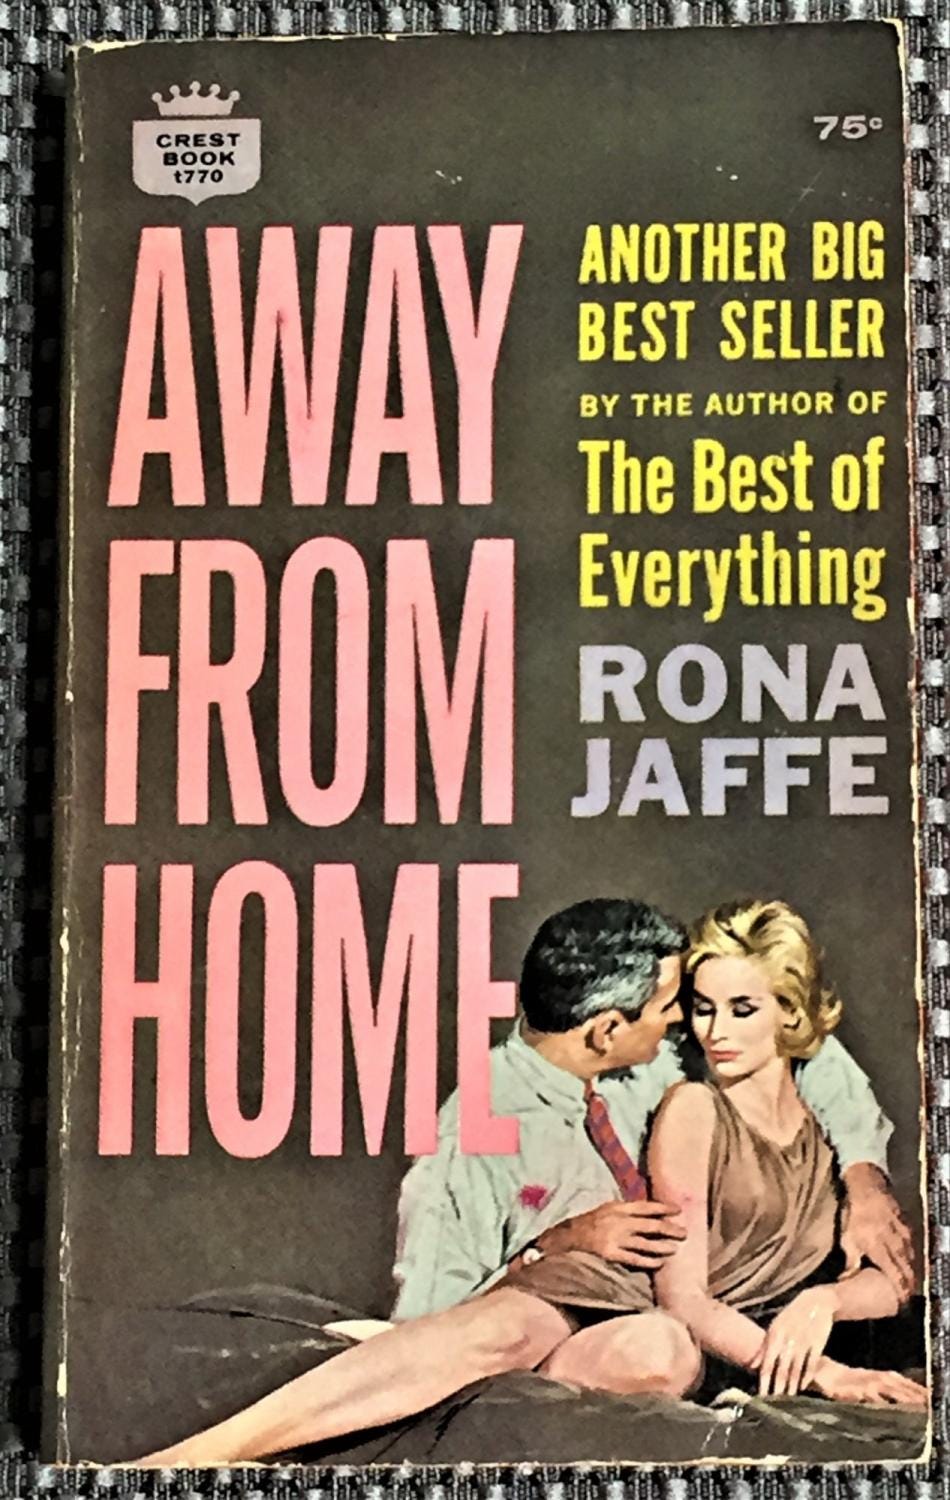 CREST
BOOK
t770
75c
AWAY
FROM
HOME
ANOTHER BIG
BEST SELLER
BY THE AUTHOR OF
The Best of
Everything
RONA
JAFFE